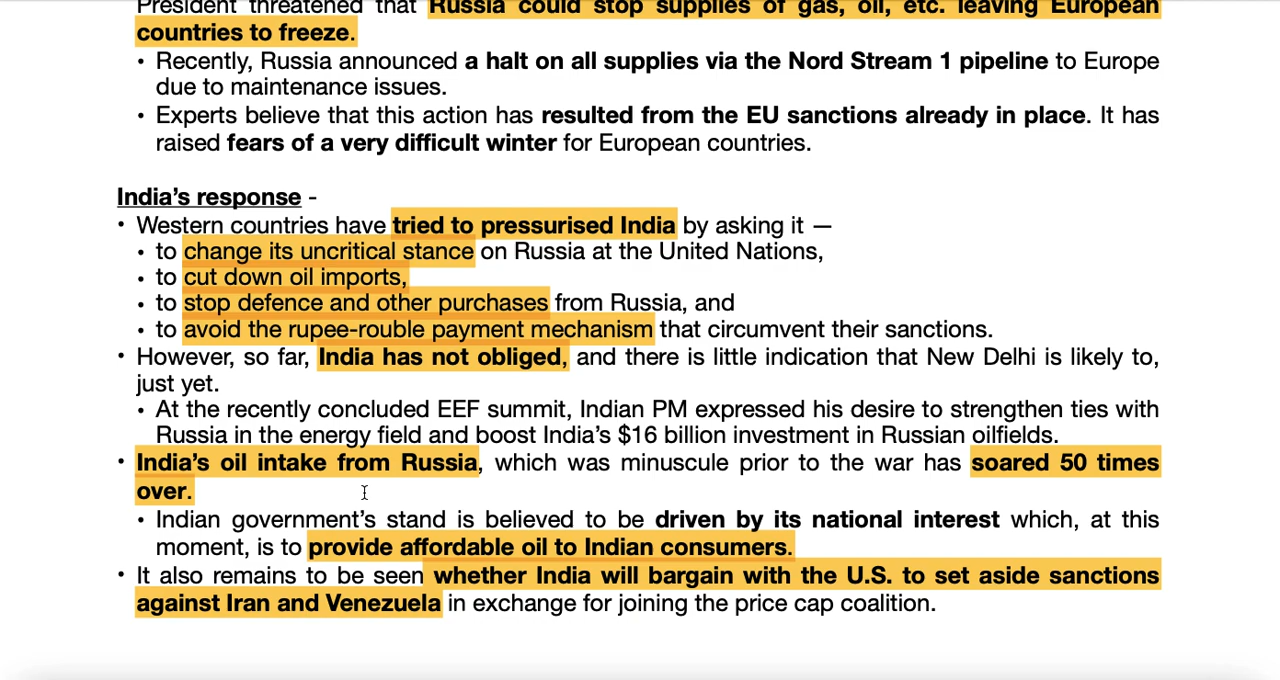 President threatened that Russia could stop supplies of gas, oil, etc. leaving European
countries to freeze.
• Recently, Russia announced a halt on all supplies via the Nord Stream 1 pipeline to Europe
due to maintenance issues.
• Experts believe that this action has resulted from the EU sanctions already in place. It has
raised fears of a very difficult winter for European countries.
India’s response -
• Western countries have tried to pressurised India by asking it —
• to change its uncritical stance on Russia at the United Nations,
• to cut down oil imports,
• to stop defence and other purchases from Russia, and
• to avoid the rupee-rouble payment mechanism that circumvent their sanctions.
• However, so far, India has not obliged, and there is little indication that New Delhi is likely to,
just yet.
• At the recently concluded EEF summit, Indian PM expressed his desire to strengthen ties with
Russia in the energy field and boost India’s $16 billion investment in Russian oilfields.
• India’s oil intake from Russia, which was minuscule prior to the war has soared 50 times
over.
• Indian government’s stand is believed to be driven by its national interest which, at this
moment, is to provide affordable oil to Indian consumers.
• It also remains to be seen whether India will bargain with the U.S. to set aside sanctions
against Iran and Venezuela in exchange for joining the price cap coalition.